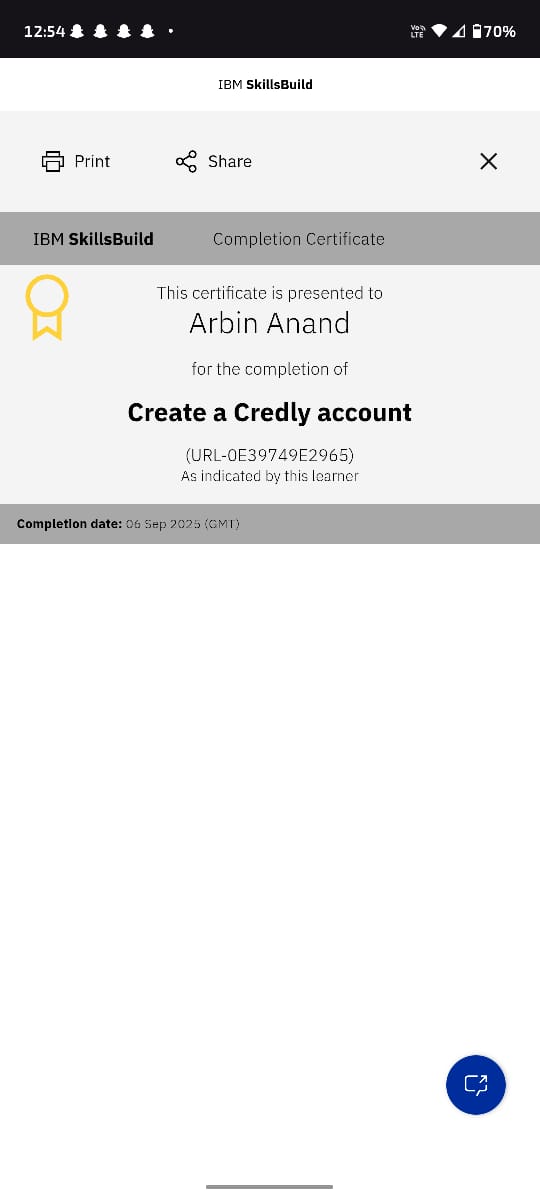 12:54 Vo LTE 70%
IBM SkillsBuild
Print Share
IBM SkillsBuild Completion Certificate
This certificate is presented to
Arbin Anand
for the completion of
Create a Credly account
(URL-0E39749E2965)
As indicated by this learner
Completion date: 06 Sep 2025 (GMT)